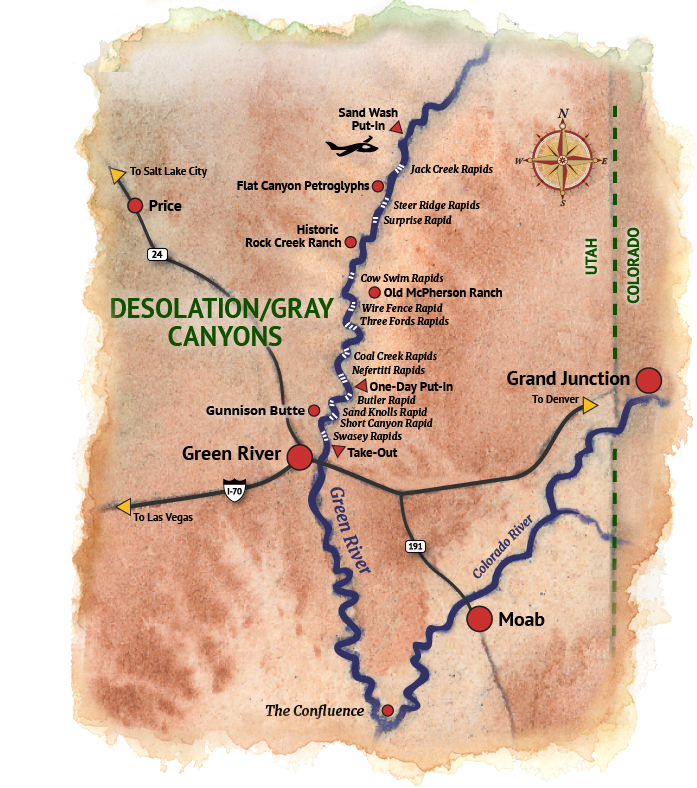 Sand Wash
Put-In
N
W
E
S
Jack Creek Rapids
To Salt Lake City
Flat Canyon Petroglyphs
Price
Steer Ridge Rapids
Surprise Rapid
Historic
Rock Creek Ranch
24
UTAH
COLORADO
Cow Swim Rapids
Old McPherson Ranch
DESOLATION/GRAY
CANYONS
Wire Fence Rapid
Three Fords Rapids
Coal Creek Rapids
Nefertiti Rapids
Grand Junction
One-Day Put-In
To Denver
Butler Rapid
Gunnison Butte
Sand Knolls Rapid
Short Canyon Rapid
Swasey Rapids
Green River
Take-Out
I-70
To Las Vegas
Green River
Colorado River
191
Moab
The Confluence